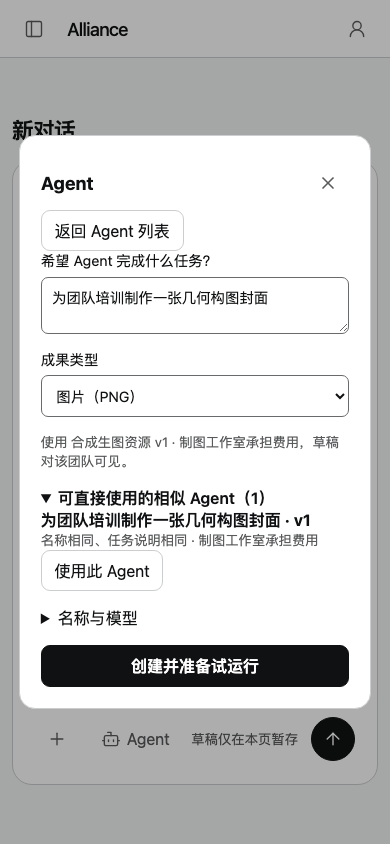 Alliance
新对话
Agent
返回 Agent 列表
希望 Agent 完成什么任务?
为团队培训制作一张几何构图封面
成果类型
图片（PNG）
使用 合成生图资源 v1 · 制图工作室承担费用，草稿
对该团队可见。
可直接使用的相似 Agent（1）
为团队培训制作一张几何构图封面 · v1
名称相同、任务说明相同 · 制图工作室承担费用
使用此 Agent
名称与模型
创建并准备试运行
Agent
草稿仅在本页暂存